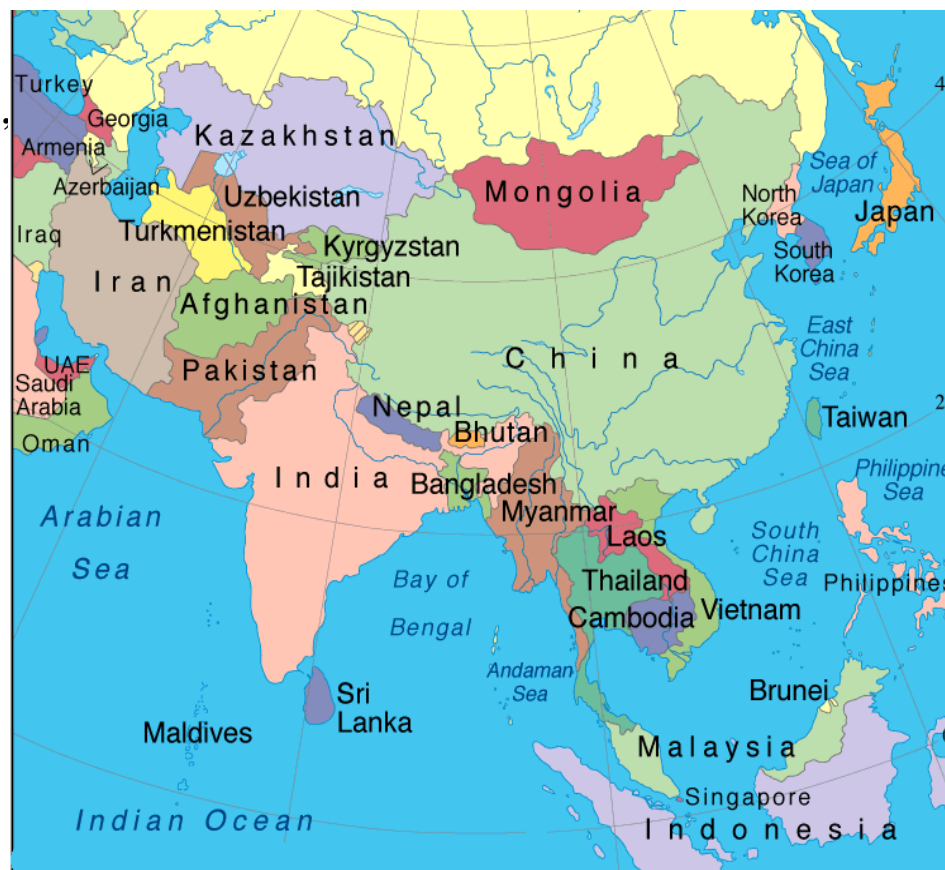 Turkey
,
Georgia
Armenia
Azerbaijan
Kazakhstan
Uzbekistan
Turkmenistan
Kyrgyzstan
Tajikistan
Mongolia
North
Korea
South
Korea
Sea of
Japan
Japan
4
Iraq
Iran
Afghanistan
Pakistan
UAE
Saudi
Arabia
Oman
China
East
China
Sea
Taiwan
2
Nepal
Bhutan
India
Bangladesh
Myanmar
Laos
Thailand
Cambodia
Vietnam
Philippine
Sea
South
China
Sea
Philippines
Arabian
Sea
Bay of
Bengal
Andaman
Sea
Sri
Lanka
Maldives
Brunei
Malaysia
Singapore
Indonesia
Indian Ocean